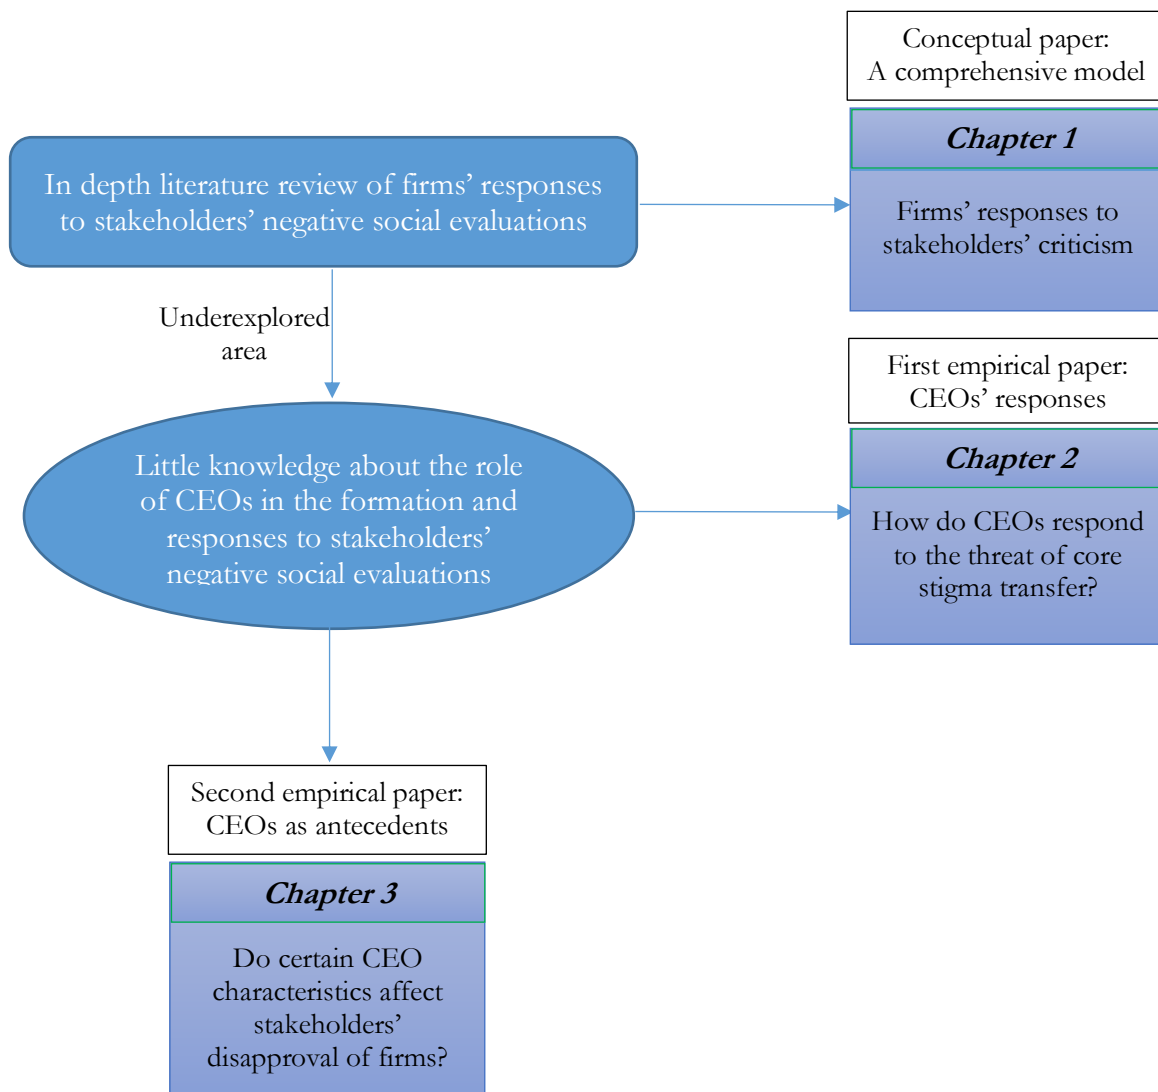 Conceptual paper:
A comprehensive model
Chapter 1
Firms’ responses to
stakeholders’ criticism
In depth literature review of firms’ responses
to stakeholders’ negative social evaluations
Underexplored
area
First empirical paper:
CEOs’ responses
Chapter 2
How do CEOs respond
to the threat of core
stigma transfer?
Little knowledge about the role
of CEOs in the formation and
responses to stakeholders’
negative social evaluations
Second empirical paper:
CEOs as antecedents
Chapter 3
Do certain CEO
characteristics affect
stakeholders’
disapproval of firms?